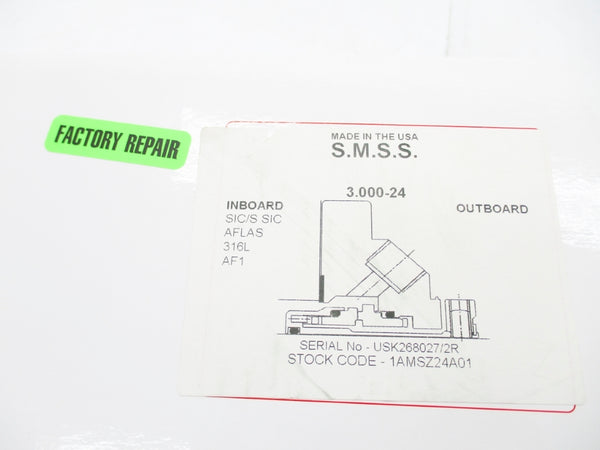 FACTORY REPAIR
MADE IN THE USA
S.M.S.S.
3.000-24
INBOARD
SIC/S SIC
AFLAS
316L
AF1
OUTBOARD
SERIAL No - USK268027/2R
STOCK CODE - 1AMSZ24A01